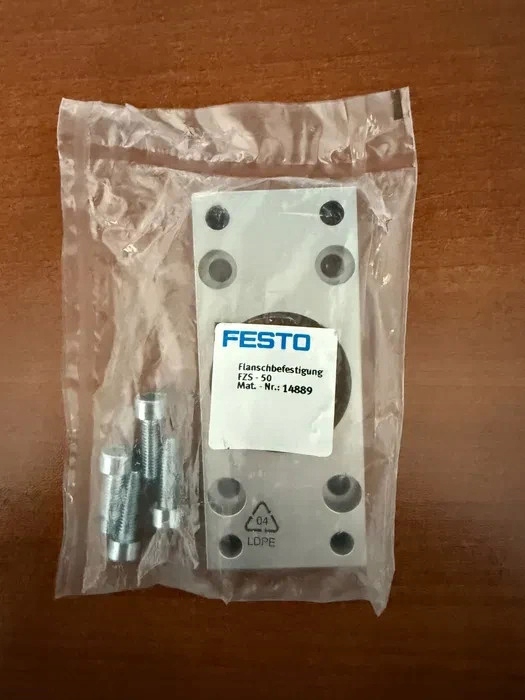 FESTO
Flanschbefestigung
FZS - 50
Mat. - Nr.: 14889
04
LDPE